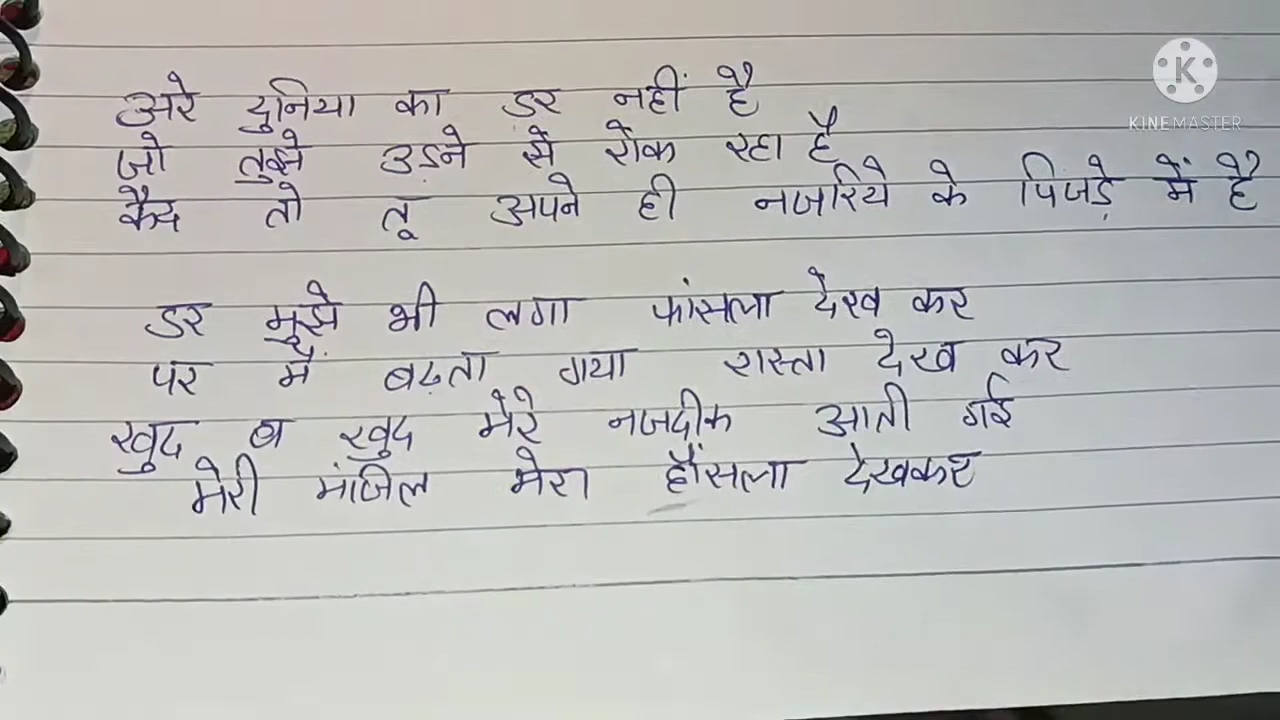 अरे दुनिया का डर नहीं है
जो तुझे उड़ने से रोक रहा है
कैद तो तू अपने ही नजरिये के पिजड़े में है
डर मुझे भी लगा फांसला देख कर
पर मैं बढ़ता गया रास्ता देख कर
खुद ब खुद मेरे नजदीक आती गई
मेरी मंजिल मेरा हौंसला देखकर
K
KINEMASTER